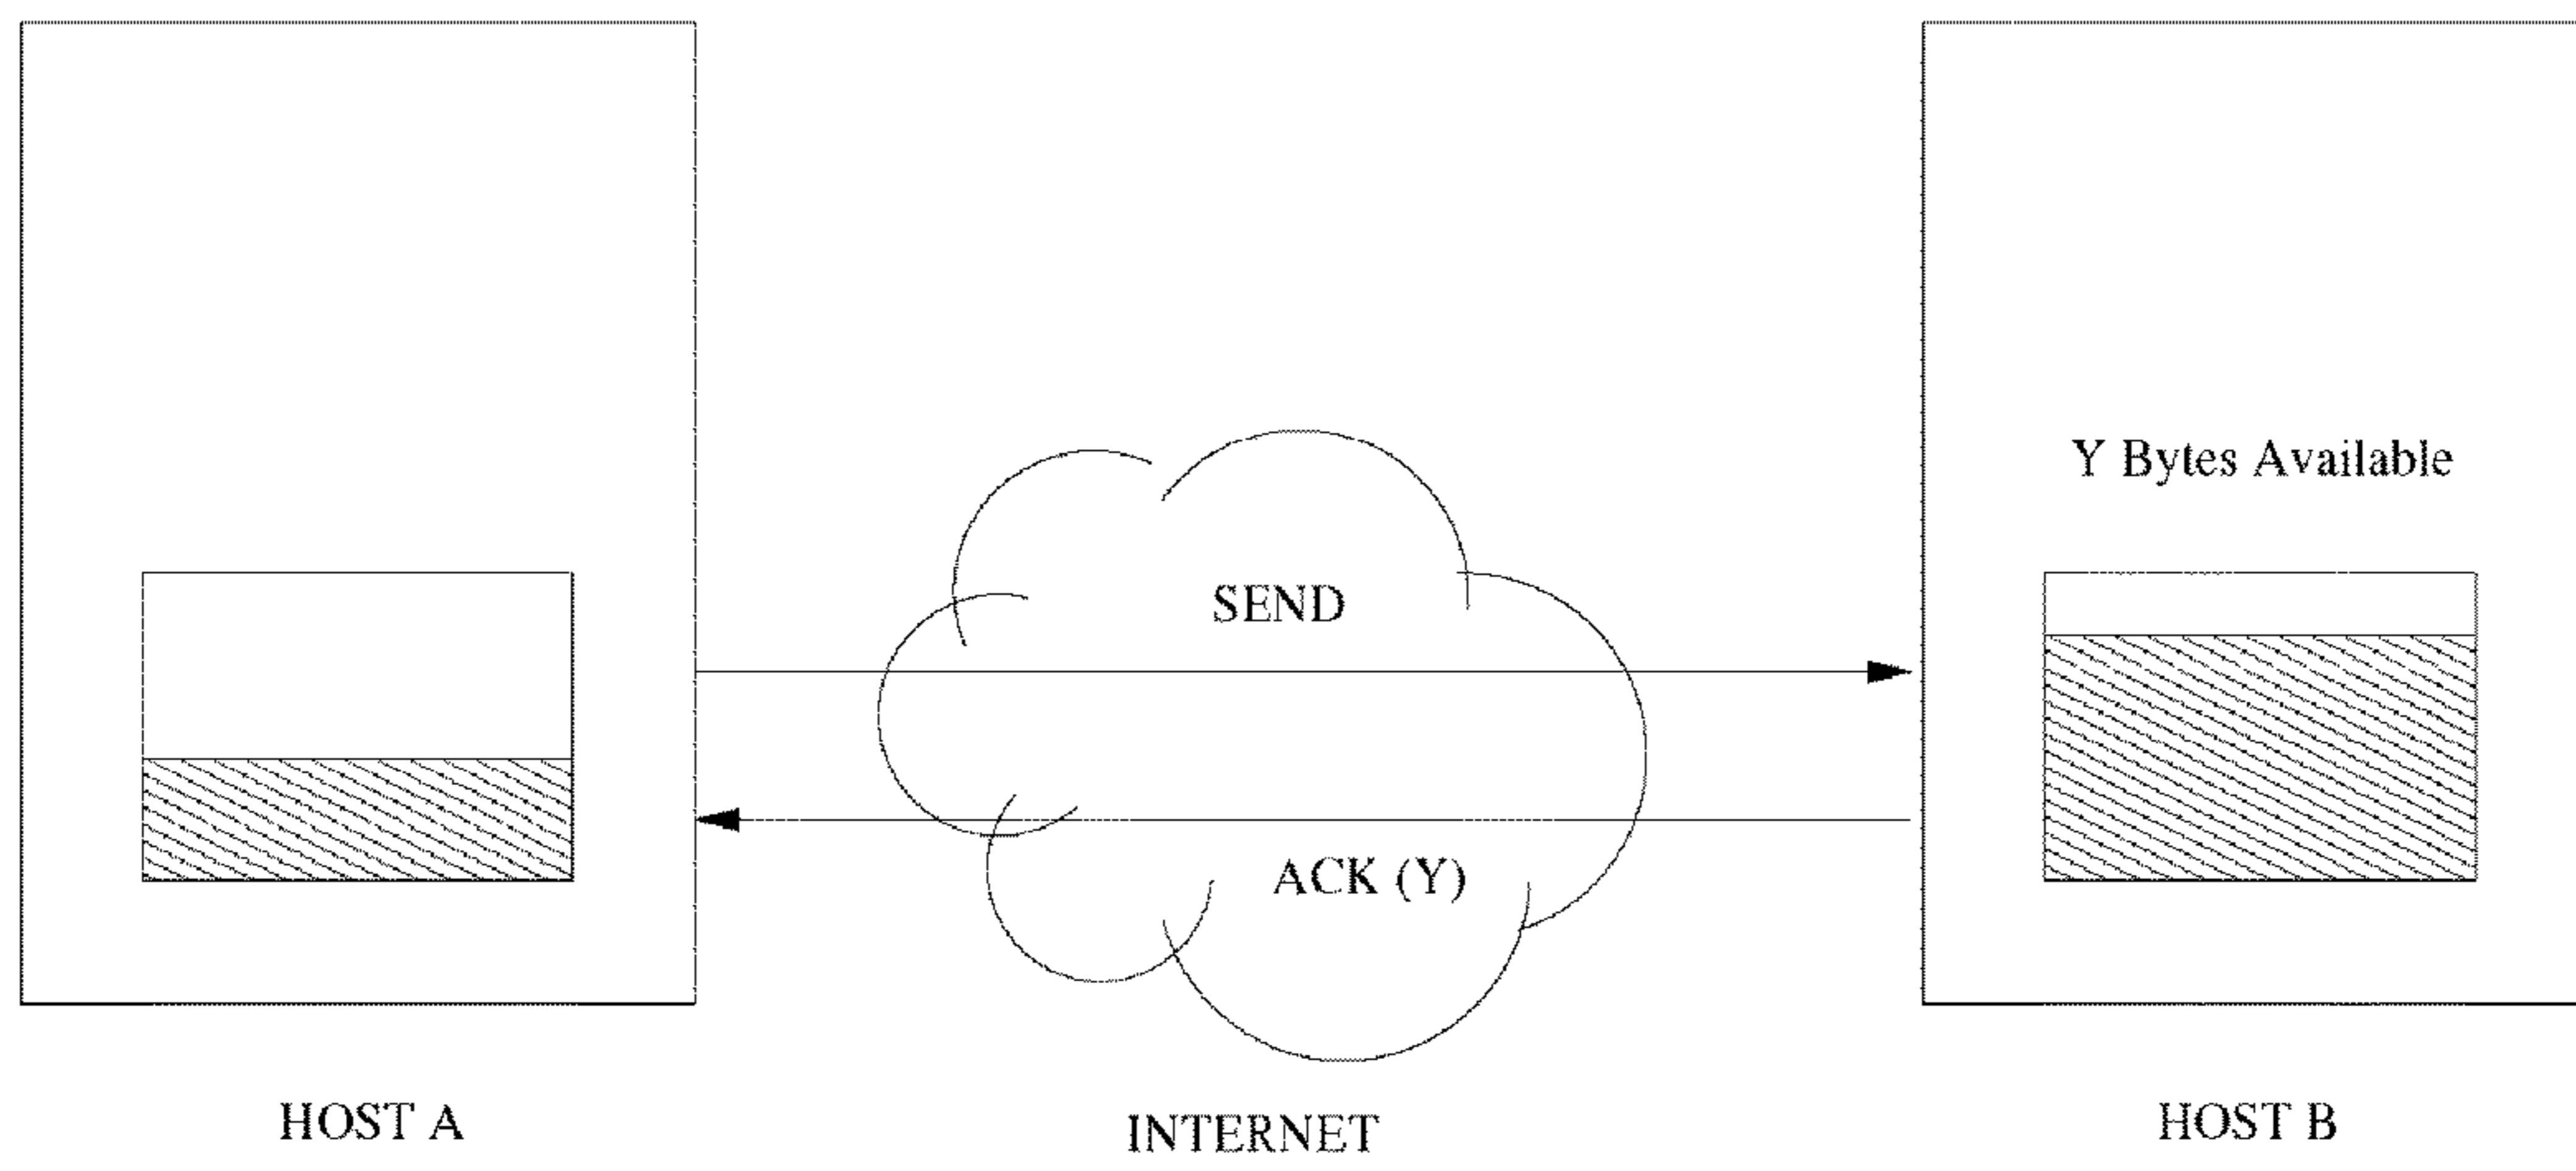 Y Bytes Available
SEND
ACK (Y)
HOST A
INTERNET
HOST B